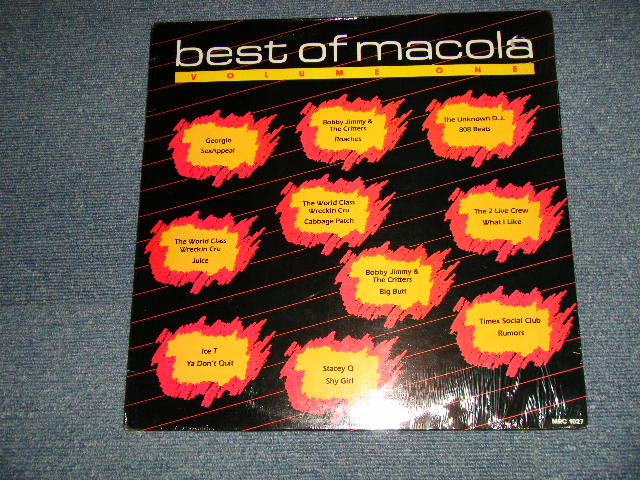 best of macola
VOLUME ONE
Georgio
SexAppeal
Bobby Jimmy &
The Critters
Roaches
The Unknown D.J.
808 Beats
The World Class
Wreckin Cru
Cabbage Patch
The World Class
Wreckin Cru
Juice
The 2 Live Crew
What I Like
Bobby Jimmy &
The Critters
Big Butt
Ice T
Ya Don't Quit
Stacey Q
Shy Girl
Timex Social Club
Rumors
MRC 1027